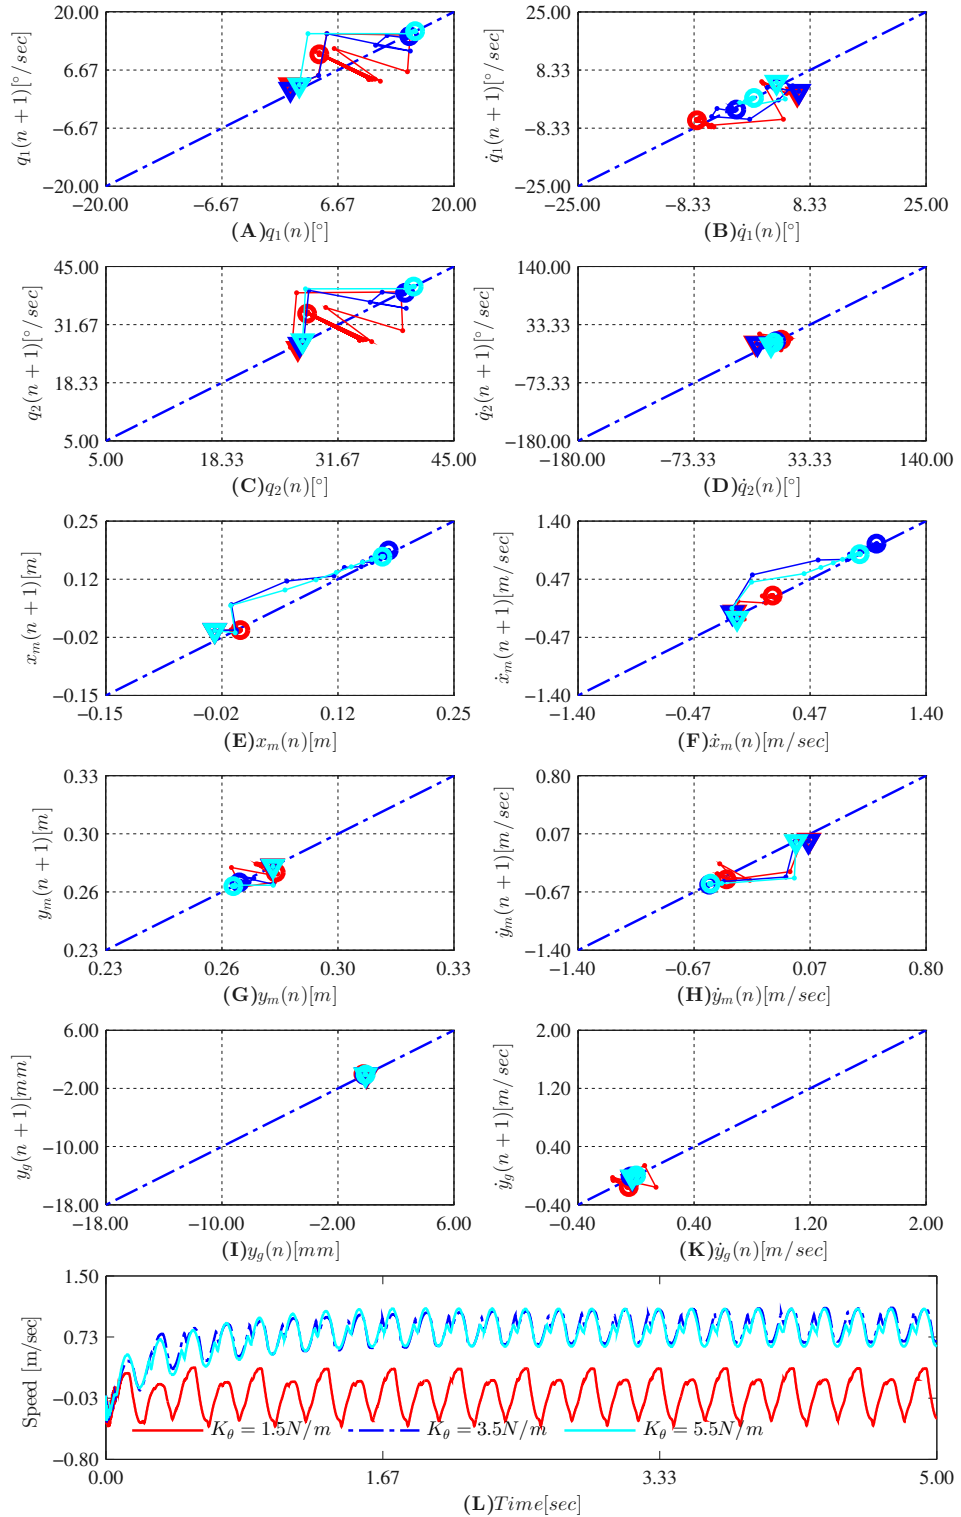 20.00 6.67 −6.67 −20.00
q₁(n + 1)[°/sec]
−20.00 −6.67 6.67 20.00
(A)q₁(n)[°]
25.00 8.33 −8.33 −25.00
q̇₁(n + 1)[°/sec]
−25.00 −8.33 8.33 25.00
(B)q̇₁(n)[°]
45.00 31.67 18.33 5.00
q₂(n + 1)[°/sec]
5.00 18.33 31.67 45.00
(C)q₂(n)[°]
140.00 33.33 −73.33 −180.00
q̇₂(n + 1)[°/sec]
−180.00 −73.33 33.33 140.00
(D)q̇₂(n)[°]
0.25 0.12 −0.02 −0.15
xₘ(n + 1)[m]
−0.15 −0.02 0.12 0.25
(E)xₘ(n)[m]
1.40 0.47 −0.47 −1.40
ẋₘ(n + 1)[m/sec]
−1.40 −0.47 0.47 1.40
(F)ẋₘ(n)[m/sec]
0.33 0.30 0.26 0.23
yₘ(n + 1)[m]
0.23 0.26 0.30 0.33
(G)yₘ(n)[m]
0.80 0.07 −0.67 −1.40
ẏₘ(n + 1)[m/sec]
−1.40 −0.67 0.07 0.80
(H)ẏₘ(n)[m/sec]
6.00 −2.00 −10.00 −18.00
y_g(n + 1)[mm]
−18.00 −10.00 −2.00 6.00
(I)y_g(n)[mm]
2.00 1.20 0.40 −0.40
ẏ_g(n + 1)[m/sec]
−0.40 0.40 1.20 2.00
(K)ẏ_g(n)[m/sec]
1.50 0.73 −0.03 −0.80
Speed [m/sec]
K_θ = 1.5N/m K_θ = 3.5N/m K_θ = 5.5N/m
0.00 1.67 3.33 5.00
(L)Time[sec]